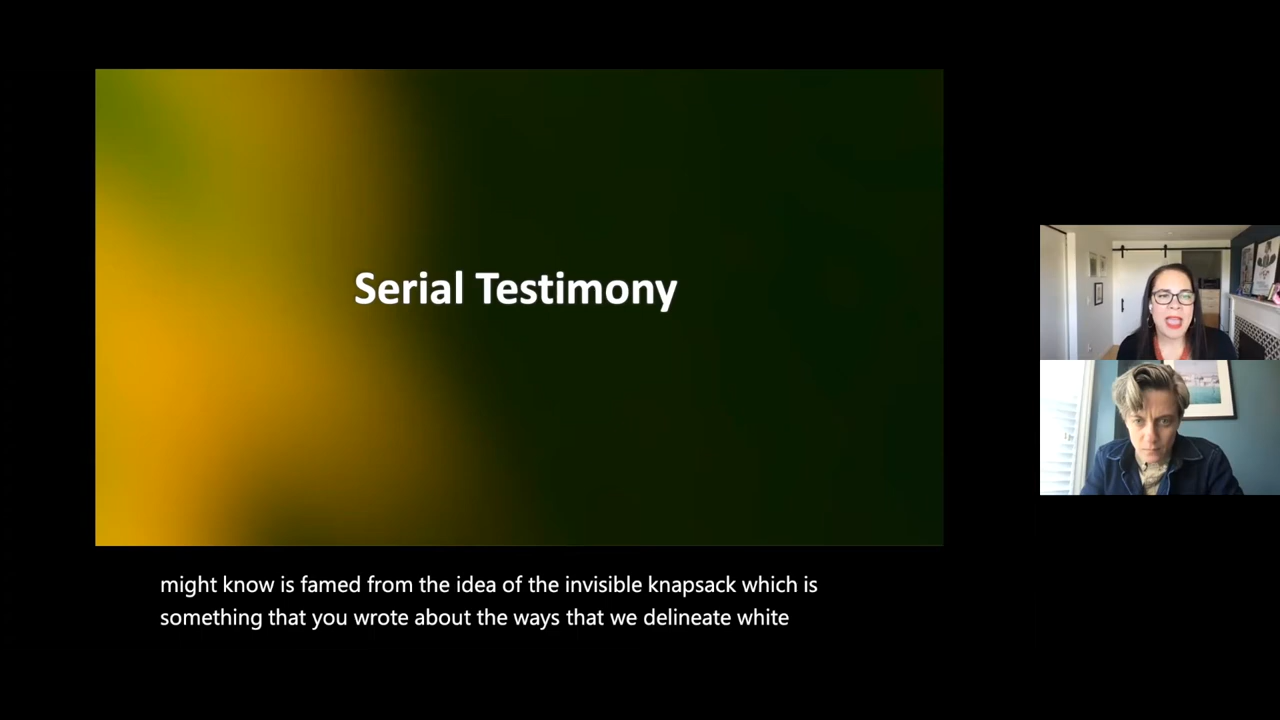 Serial Testimony
might know is famed from the idea of the invisible knapsack which is
something that you wrote about the ways that we delineate white